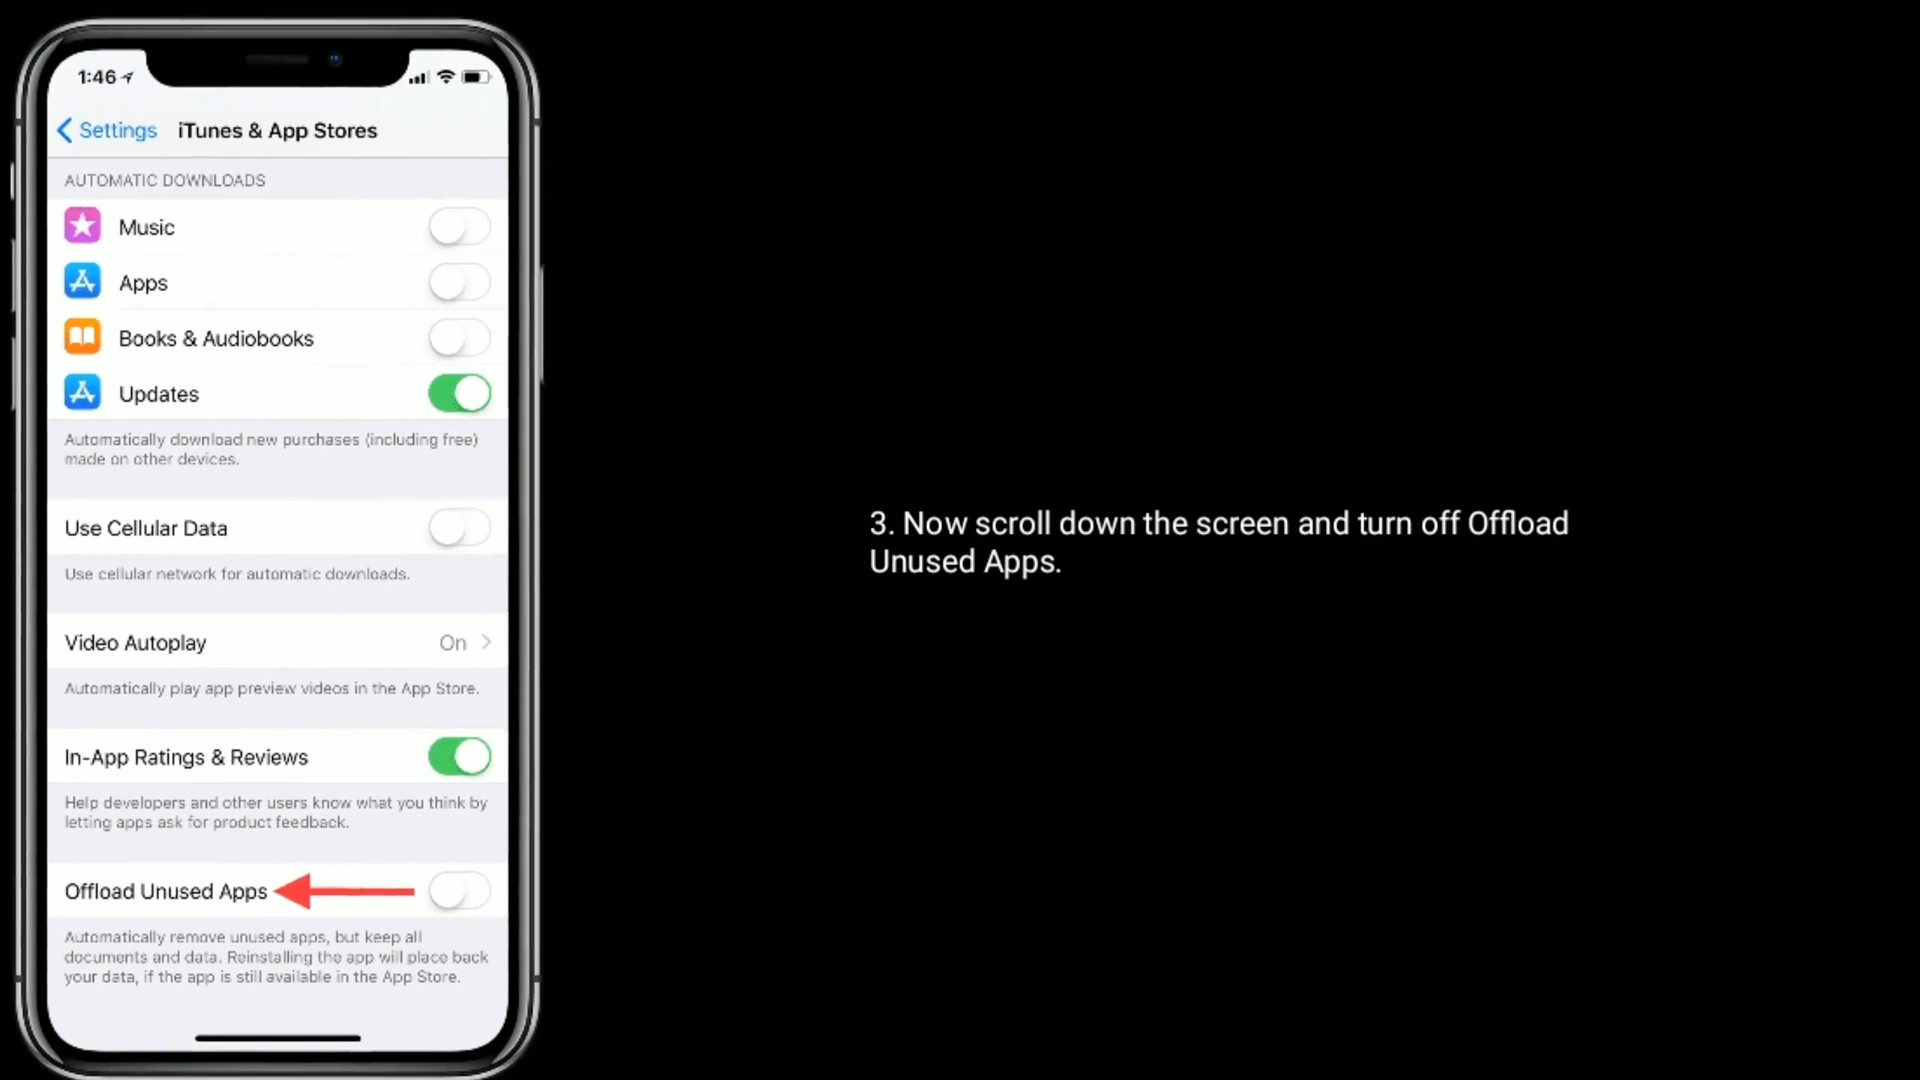 1:46
Settings iTunes & App Stores
AUTOMATIC DOWNLOADS
Music
Apps
Books & Audiobooks
Updates
Automatically download new purchases (including free)
made on other devices.
Use Cellular Data
Use cellular network for automatic downloads.
Video Autoplay On
Automatically play app preview videos in the App Store.
In-App Ratings & Reviews
Help developers and other users know what you think by
letting apps ask for product feedback.
Offload Unused Apps
Automatically remove unused apps, but keep all
documents and data. Reinstalling the app will place back
your data, if the app is still available in the App Store.
3. Now scroll down the screen and turn off Offload
Unused Apps.